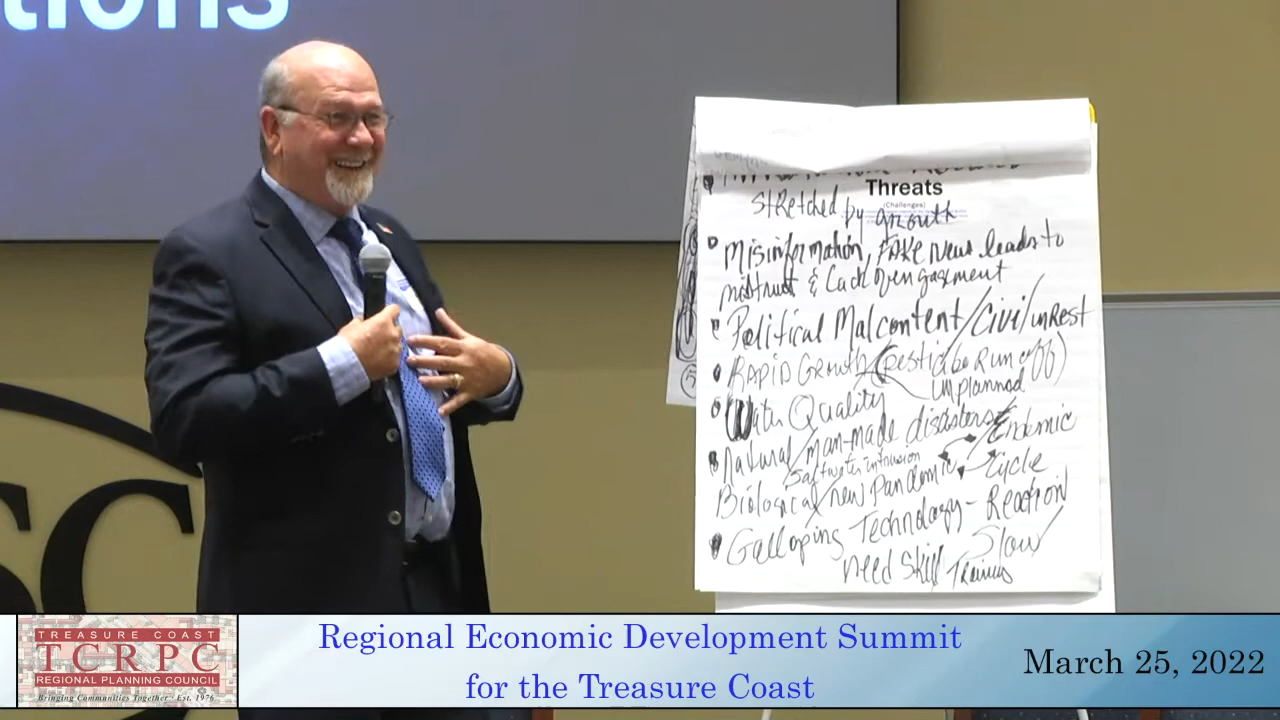 tions
Threats
(Challenges)
stretched by growth
Misinformation, FAKE News leads to
mistrust & Lack of engagement
Political Malcontent/Civil/unRest
RAPID Growth (Pesticide Run off)
unplanned
Water Quality
Natural/man-made disasters Endemic
Saltwater intrusion
Biological/new Pandemic Cycle
Galloping Technology - Reaction
Slow
need Skill Training
SC
TREASURE COAST
TCRPC
REGIONAL PLANNING COUNCIL
Bringing Communities Together · Est. 1976
Regional Economic Development Summit
for the Treasure Coast
March 25, 2022